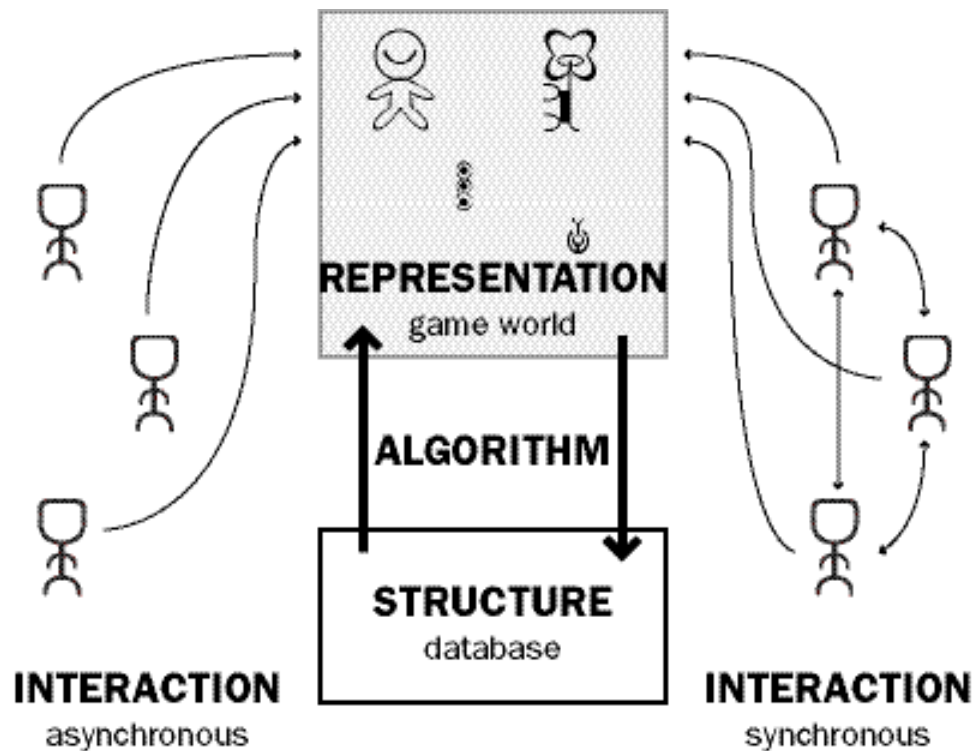 REPRESENTATION
game world
ALGORITHM
STRUCTURE
database
INTERACTION
asynchronous
INTERACTION
synchronous